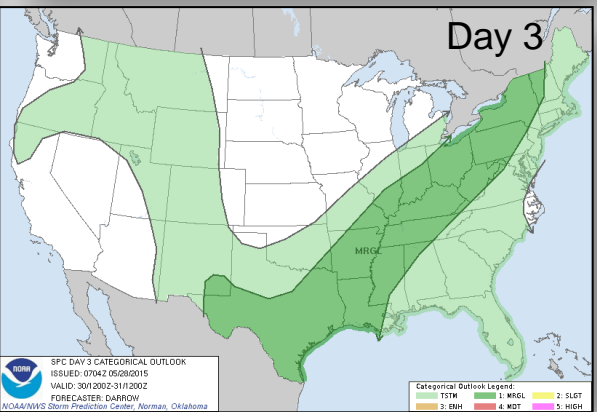 Day 3
MRGL
SPC DAY 3 CATEGORICAL OUTLOOK
ISSUED: 0704Z 05/28/2015
VALID: 30/1200Z-31/1200Z
FORECASTER: DARROW
NOAA/NWS Storm Prediction Center, Norman, Oklahoma
NOAA
Categorical Outlook Legend:
TSTM 1: MRGL 2: SLGT
3: ENH 4: MDT 5: HIGH